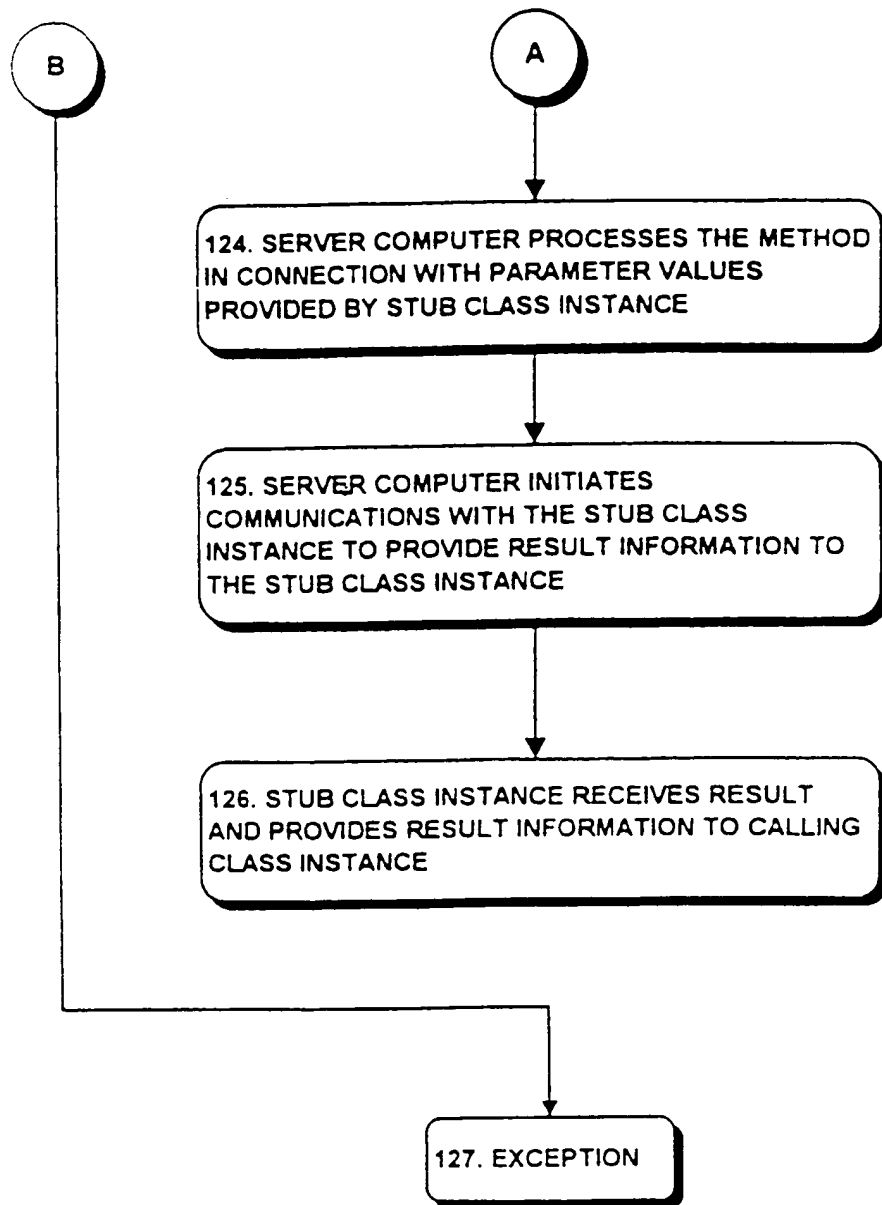 B
A
124. SERVER COMPUTER PROCESSES THE METHOD
IN CONNECTION WITH PARAMETER VALUES
PROVIDED BY STUB CLASS INSTANCE
125. SERVER COMPUTER INITIATES
COMMUNICATIONS WITH THE STUB CLASS
INSTANCE TO PROVIDE RESULT INFORMATION TO
THE STUB CLASS INSTANCE
126. STUB CLASS INSTANCE RECEIVES RESULT
AND PROVIDES RESULT INFORMATION TO CALLING
CLASS INSTANCE
127. EXCEPTION